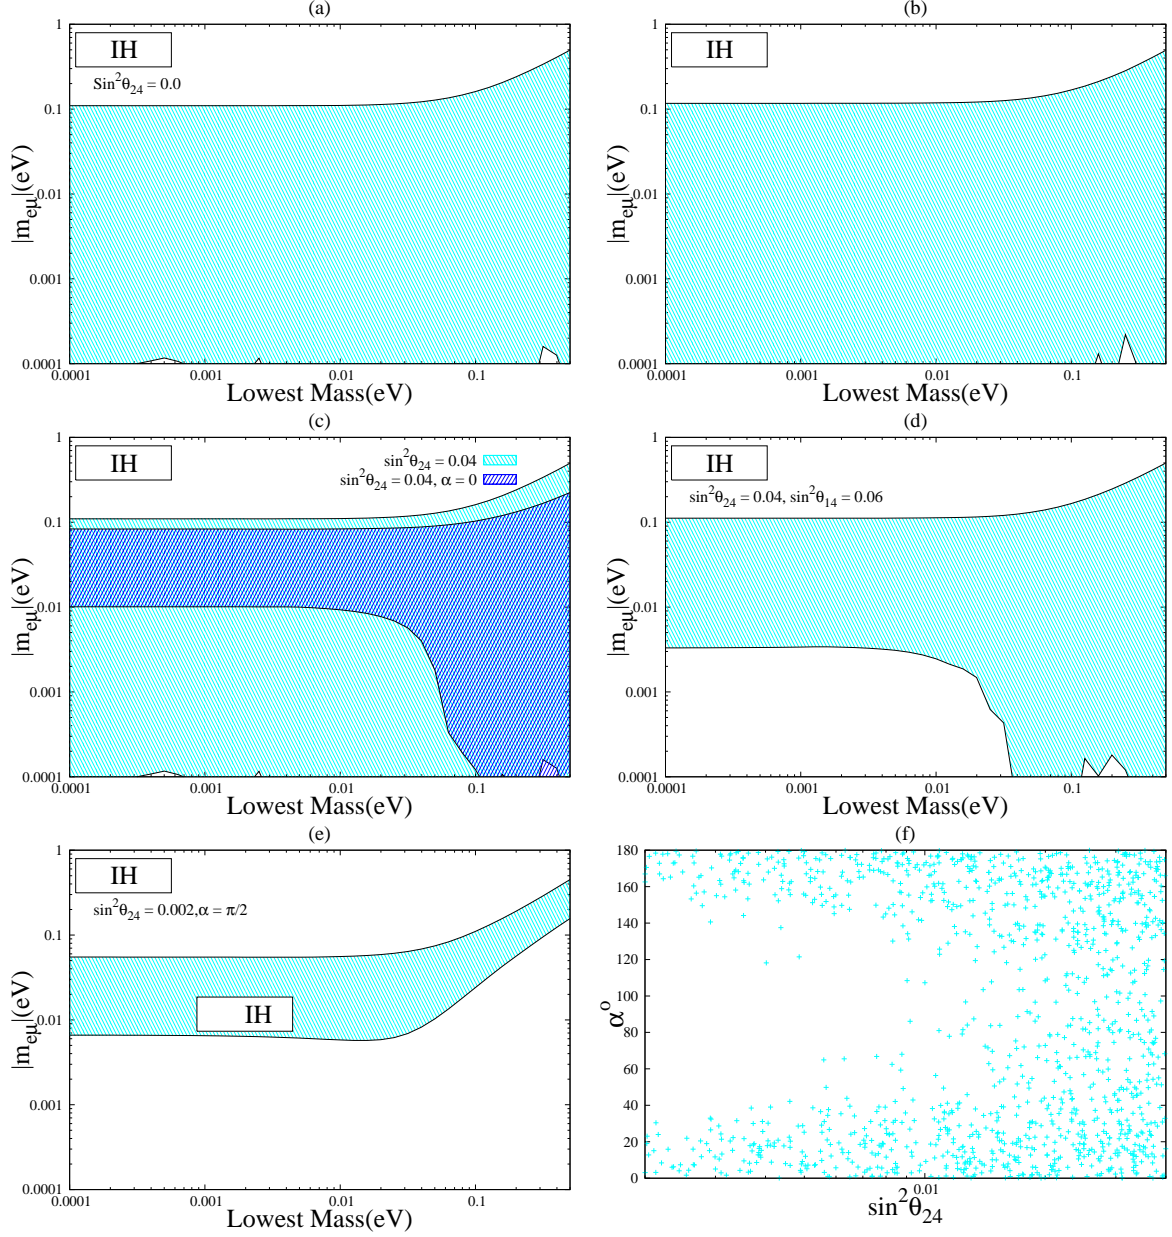 (a)
IH
Sin²θ₂₄ = 0.0
1
0.1
0.01
0.001
0.0001
|m_eμ|(eV)
0.0001 0.001 0.01 0.1
Lowest Mass(eV)
(b)
IH
1
0.1
0.01
0.001
0.0001
|m_eμ|(eV)
0.0001 0.001 0.01 0.1
Lowest Mass(eV)
(c)
IH
sin²θ₂₄ = 0.04
sin²θ₂₄ = 0.04, α = 0
1
0.1
0.01
0.001
0.0001
|m_eμ|(eV)
0.0001 0.001 0.01 0.1
Lowest Mass(eV)
(d)
IH
sin²θ₂₄ = 0.04, sin²θ₁₄ = 0.06
1
0.1
0.01
0.001
0.0001
|m_eμ|(eV)
0.0001 0.001 0.01 0.1
Lowest Mass(eV)
(e)
IH
sin²θ₂₄ = 0.002,α = π/2
IH
1
0.1
0.01
0.001
0.0001
|m_eμ|(eV)
0.0001 0.001 0.01 0.1
Lowest Mass(eV)
(f)
180
160
140
120
100
80
60
40
20
0
α°
0.01
sin²θ₂₄